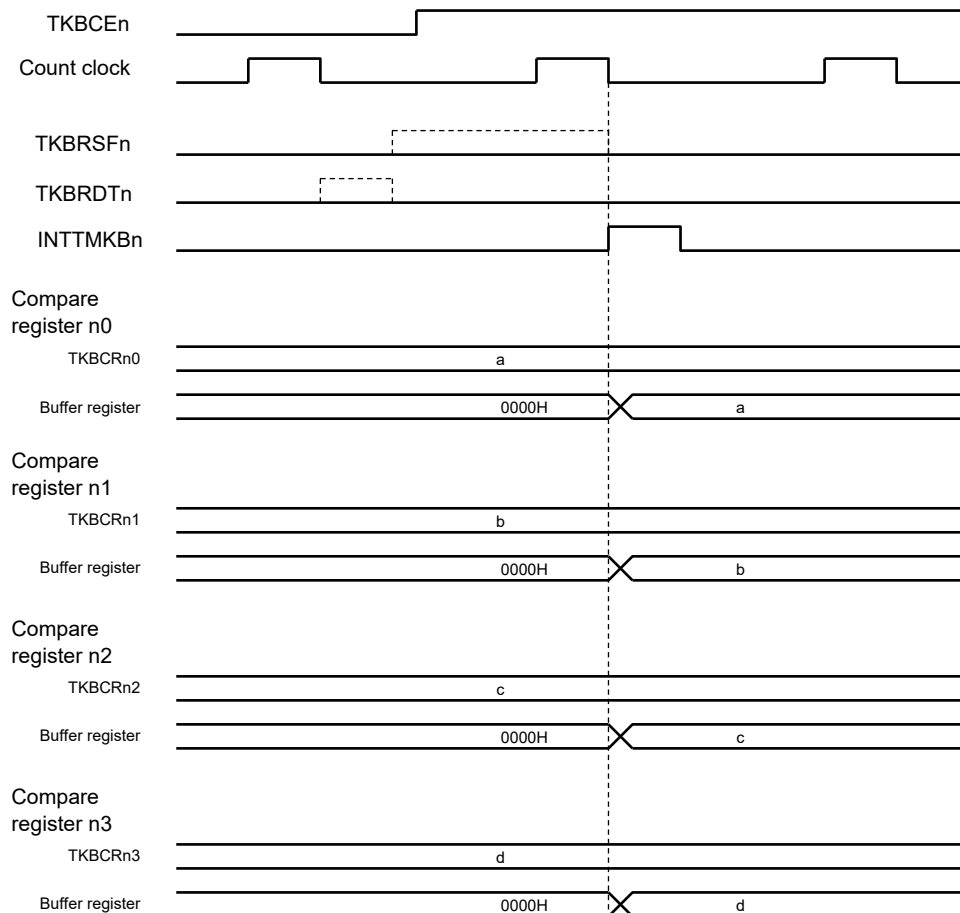 TKBCEn
Count clock
TKBRSFn
TKBRDTn
INTTMKBn
Compare
register n0
TKBCRn0 a
Buffer register 0000H a
Compare
register n1
TKBCRn1 b
Buffer register 0000H b
Compare
register n2
TKBCRn2 c
Buffer register 0000H c
Compare
register n3
TKBCRn3 d
Buffer register 0000H d